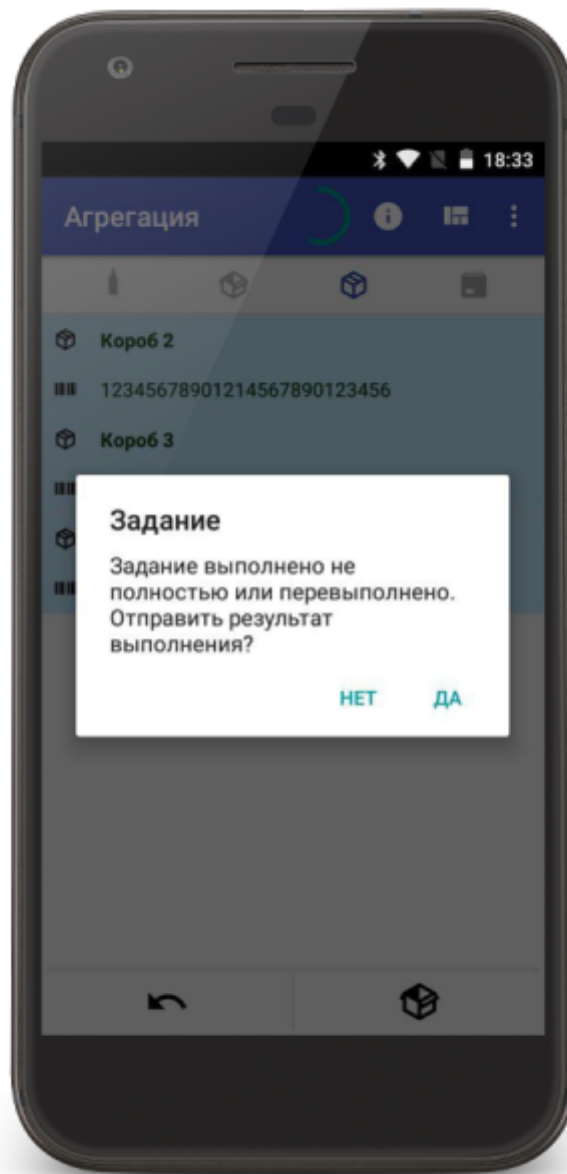 18:33
Агрегация
Короб 2
12345678901214567890123456
Короб 3
Задание
Задание выполнено не
полностью или перевыполнено.
Отправить результат
выполнения?
НЕТ
ДА